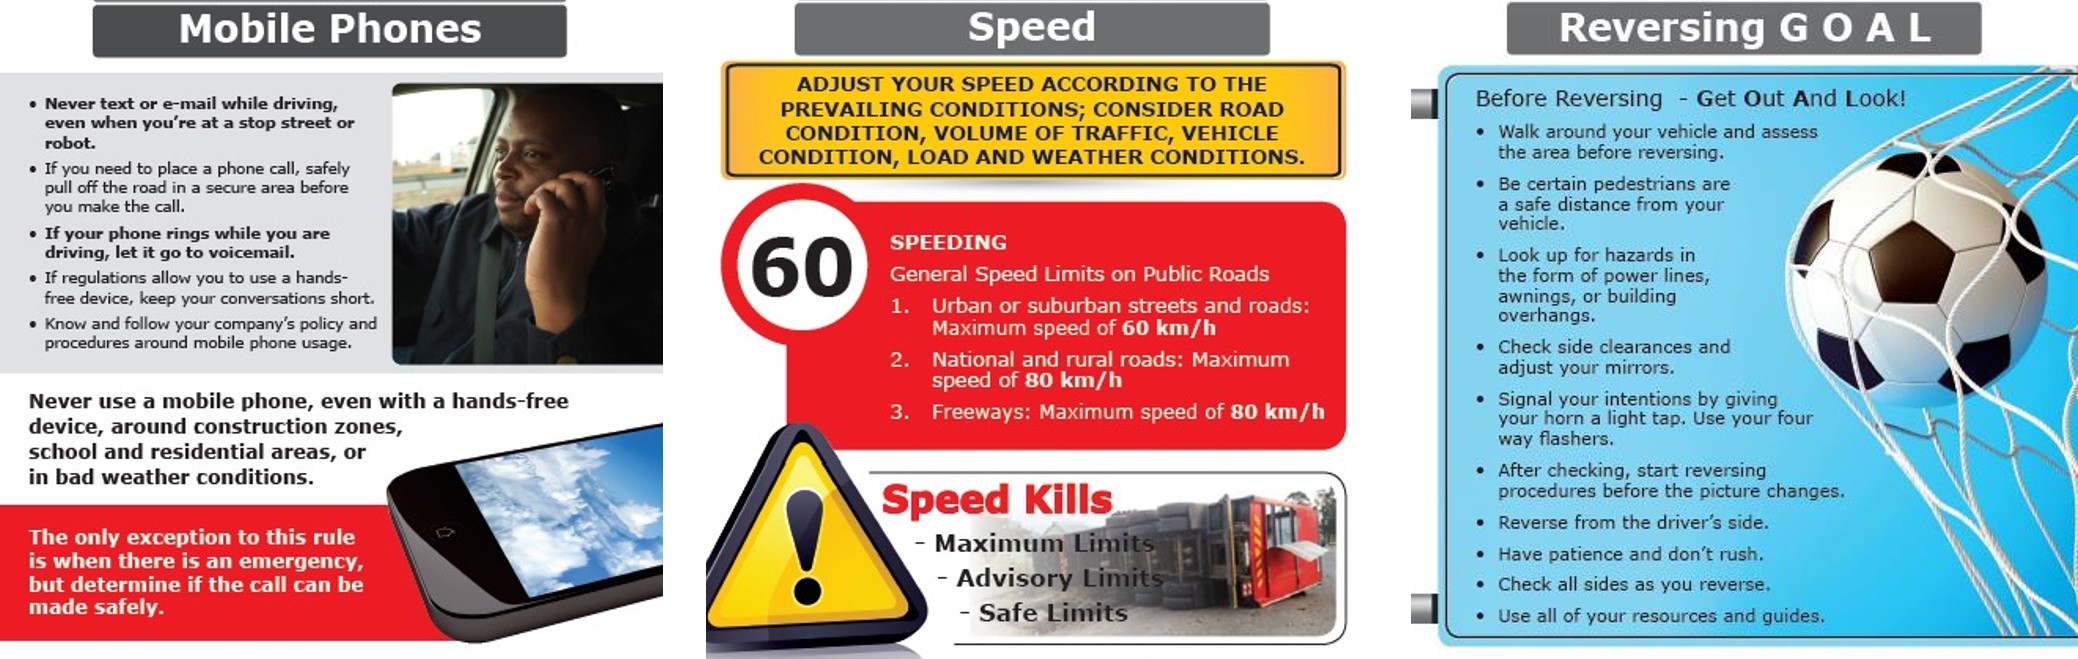 Mobile Phones
• Never text or e-mail while driving,
even when you're at a stop street or
robot.
• If you need to place a phone call, safely
pull off the road in a secure area before
you make the call.
• If your phone rings while you are
driving, let it go to voicemail.
• If regulations allow you to use a hands-
free device, keep your conversations short.
• Know and follow your company's policy and
procedures around mobile phone usage.
Never use a mobile phone, even with a hands-free
device, around construction zones,
school and residential areas, or
in bad weather conditions.
The only exception to this rule
is when there is an emergency,
but determine if the call can be
made safely.
Speed
ADJUST YOUR SPEED ACCORDING TO THE
PREVAILING CONDITIONS; CONSIDER ROAD
CONDITION, VOLUME OF TRAFFIC, VEHICLE
CONDITION, LOAD AND WEATHER CONDITIONS.
60
SPEEDING
General Speed Limits on Public Roads
1. Urban or suburban streets and roads:
Maximum speed of 60 km/h
2. National and rural roads: Maximum
speed of 80 km/h
3. Freeways: Maximum speed of 80 km/h
!
Speed Kills
- Maximum Limits
- Advisory Limits
- Safe Limits
Reversing G O A L
Before Reversing - Get Out And Look!
• Walk around your vehicle and assess
the area before reversing.
• Be certain pedestrians are
a safe distance from your
vehicle.
• Look up for hazards in
the form of power lines,
awnings, or building
overhangs.
• Check side clearances and
adjust your mirrors.
• Signal your intentions by giving
your horn a light tap. Use your four
way flashers.
• After checking, start reversing
procedures before the picture changes.
• Reverse from the driver's side.
• Have patience and don't rush.
• Check all sides as you reverse.
• Use all of your resources and guides.